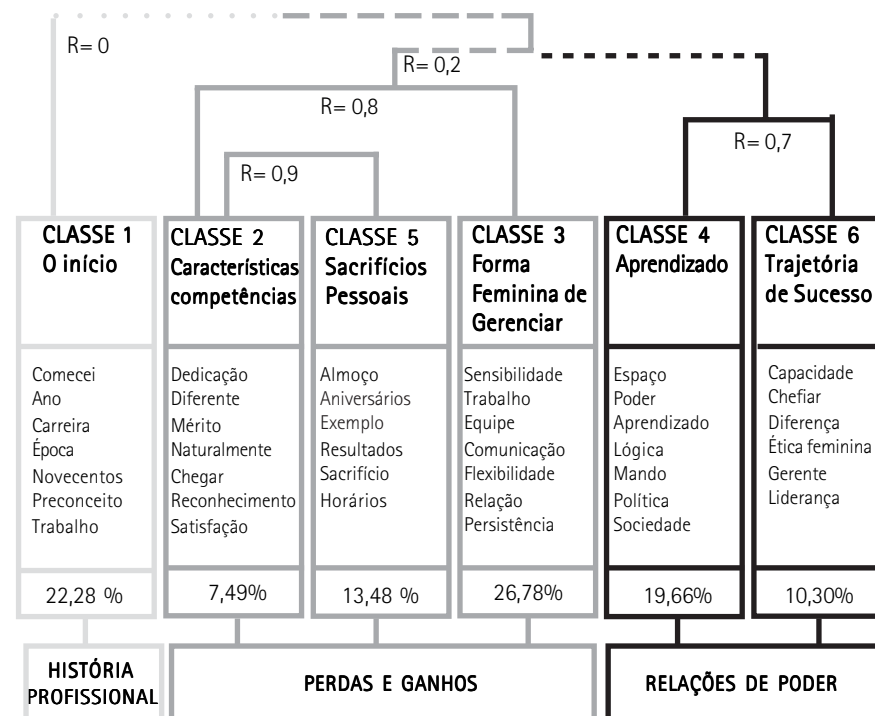 R= 0
R= 0,2
R= 0,8
R= 0,7
R= 0,9
CLASSE 1
O início
CLASSE 2
Características
competências
CLASSE 5
Sacrifícios
Pessoais
CLASSE 3
Forma
Feminina de
Gerenciar
CLASSE 4
Aprendizado
CLASSE 6
Trajetória
de Sucesso
Comecei
Ano
Carreira
Época
Novecentos
Preconceito
Trabalho
Dedicação
Diferente
Mérito
Naturalmente
Chegar
Reconhecimento
Satisfação
Almoço
Aniversários
Exemplo
Resultados
Sacrifício
Horários
Sensibilidade
Trabalho
Equipe
Comunicação
Flexibilidade
Relação
Persistência
Espaço
Poder
Aprendizado
Lógica
Mando
Política
Sociedade
Capacidade
Chefiar
Diferença
Ética feminina
Gerente
Liderança
22,28 %
7,49%
13,48 %
26,78%
19,66%
10,30%
HISTÓRIA
PROFISSIONAL
PERDAS E GANHOS
RELAÇÕES DE PODER